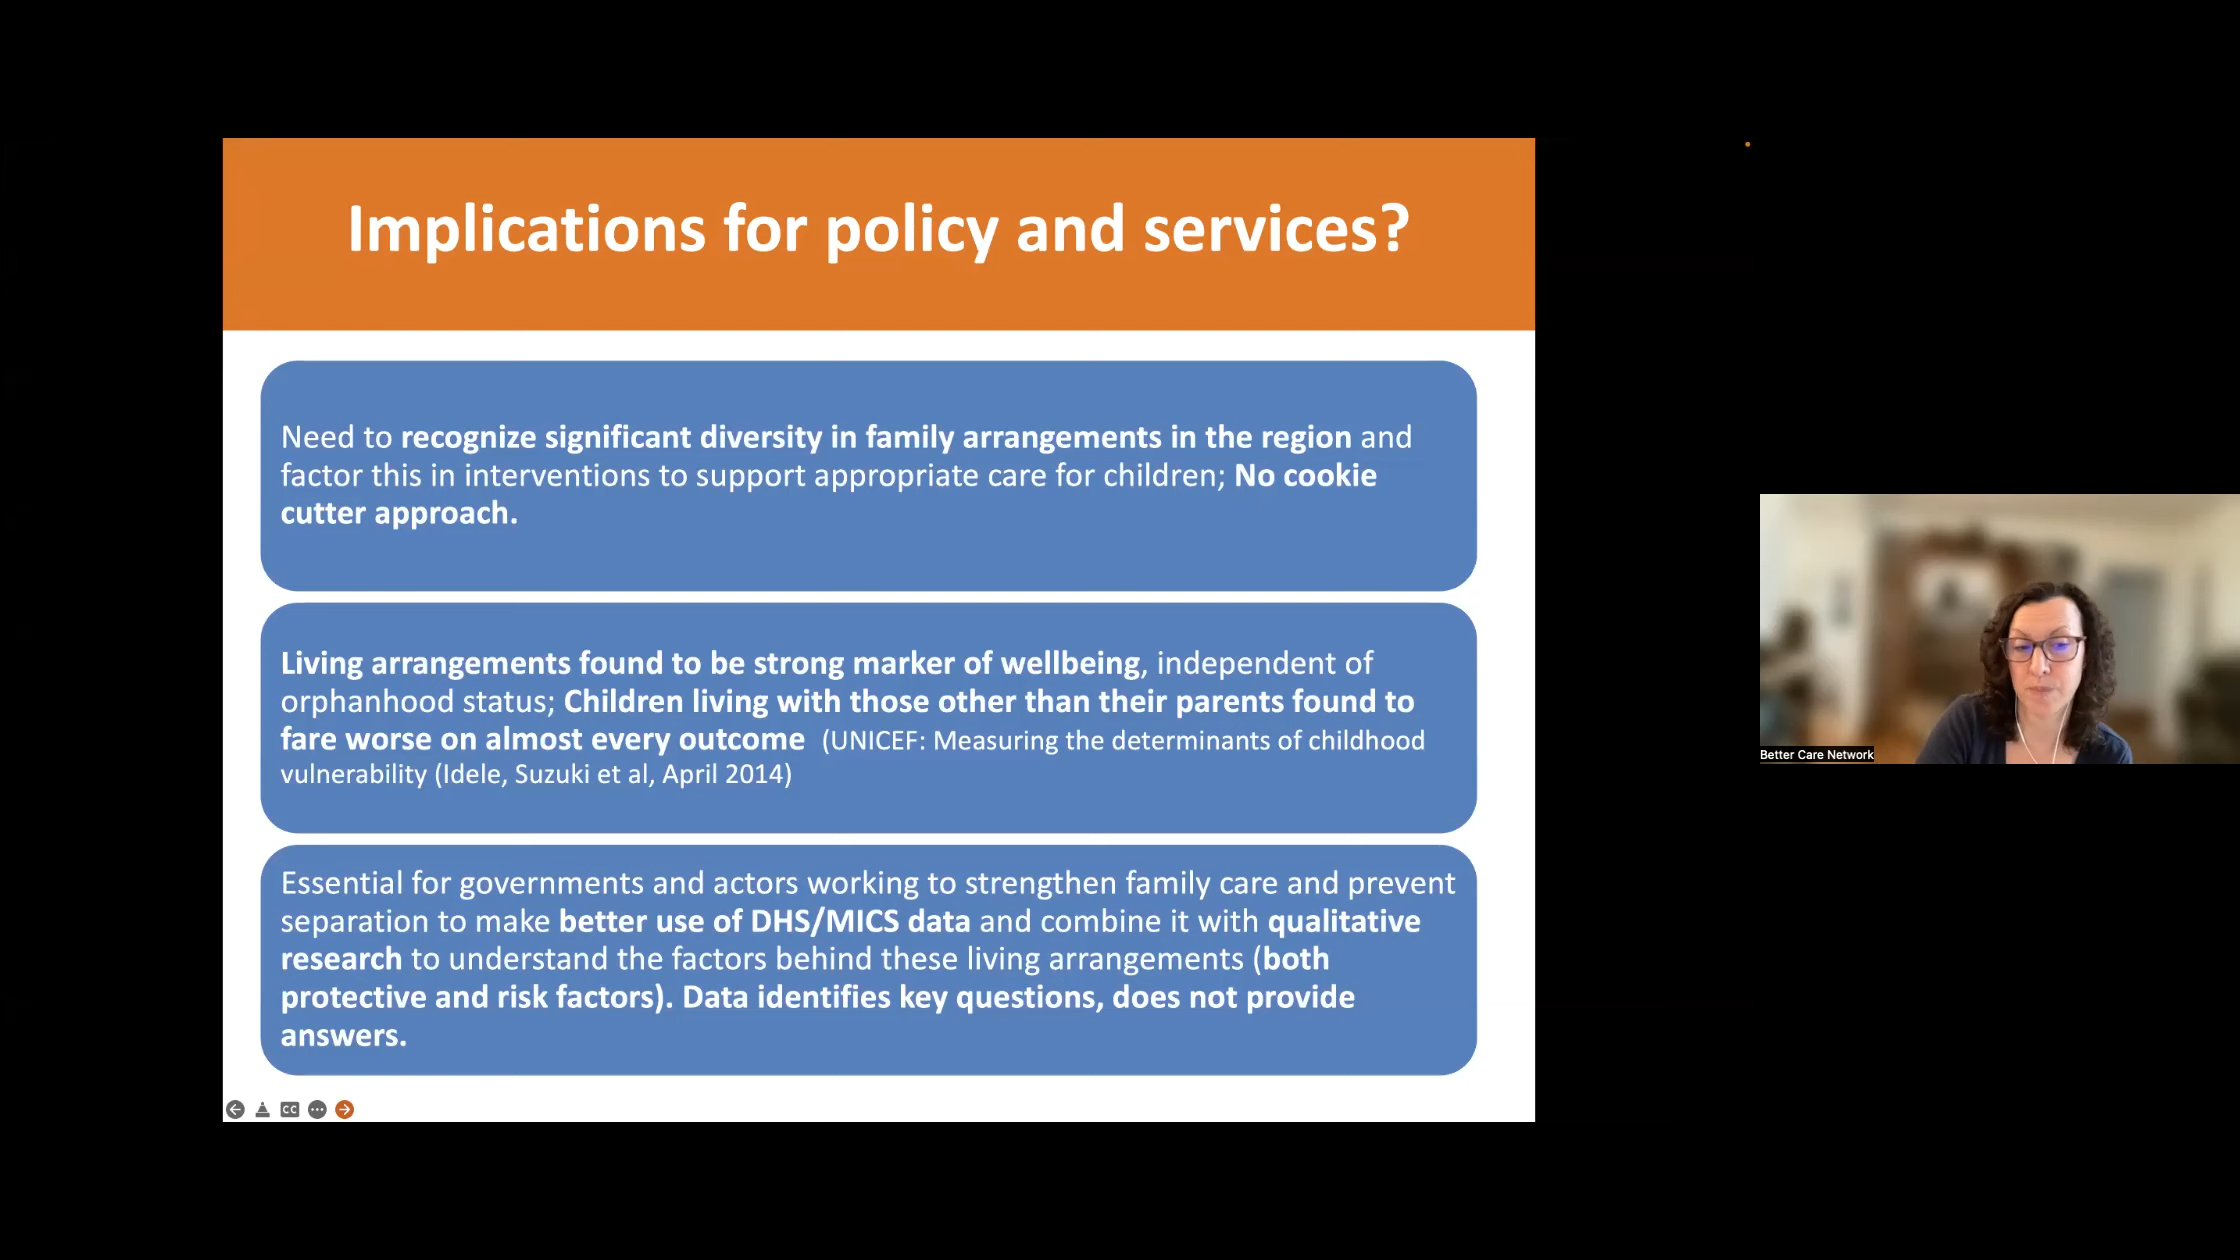 Implications for policy and services?
Need to recognize significant diversity in family arrangements in the region and
factor this in interventions to support appropriate care for children; No cookie
cutter approach.
Living arrangements found to be strong marker of wellbeing, independent of
orphanhood status; Children living with those other than their parents found to
fare worse on almost every outcome (UNICEF: Measuring the determinants of childhood
vulnerability (Idele, Suzuki et al, April 2014)
Essential for governments and actors working to strengthen family care and prevent
separation to make better use of DHS/MICS data and combine it with qualitative
research to understand the factors behind these living arrangements (both
protective and risk factors). Data identifies key questions, does not provide
answers.
CC
Better Care Network